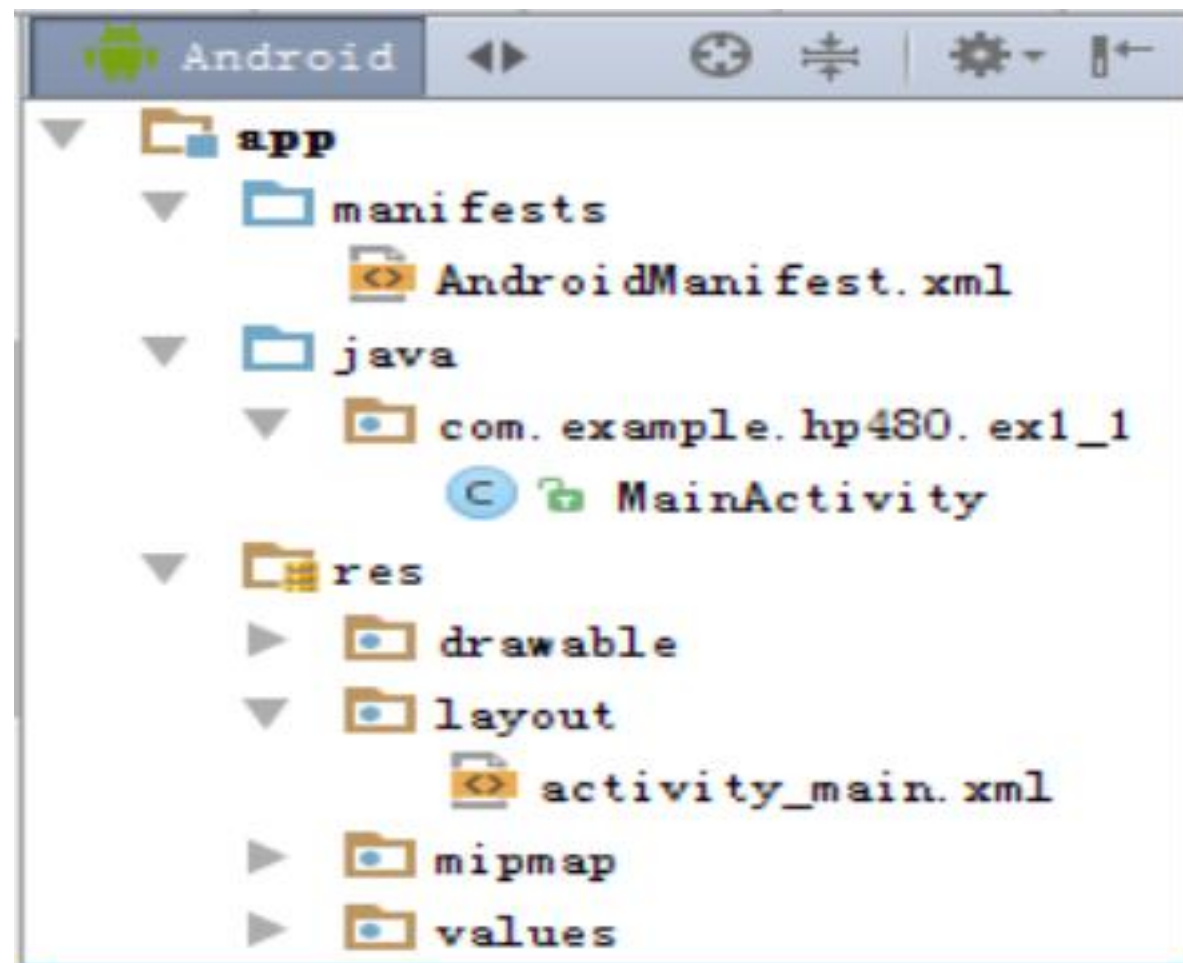 Android
app
manifests
AndroidManifest.xml
java
com.example.hp480.ex1_1
MainActivity
res
drawable
layout
activity_main.xml
mipmap
values